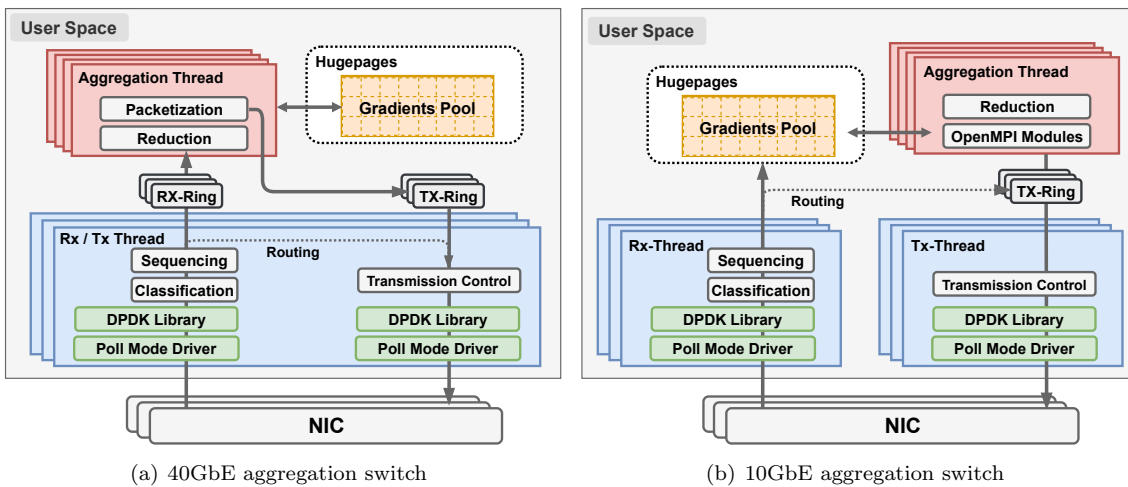 User Space
Aggregation Thread
Packetization
Reduction
Hugepages
Gradients Pool
RX-Ring
TX-Ring
Rx / Tx Thread
Routing
Sequencing
Classification
Transmission Control
DPDK Library
DPDK Library
Poll Mode Driver
Poll Mode Driver
NIC
(a) 40GbE aggregation switch
User Space
Hugepages
Gradients Pool
Aggregation Thread
Reduction
OpenMPI Modules
TX-Ring
Routing
Rx-Thread
Sequencing
Classification
DPDK Library
Poll Mode Driver
Tx-Thread
Transmission Control
DPDK Library
Poll Mode Driver
NIC
(b) 10GbE aggregation switch